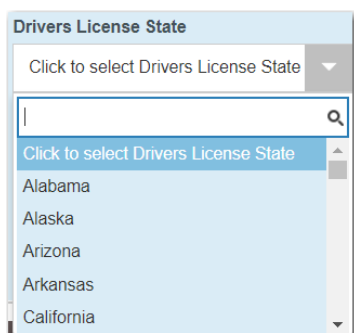 Drivers License State
Click to select Drivers License State
Click to select Drivers License State
Alabama
Alaska
Arizona
Arkansas
California